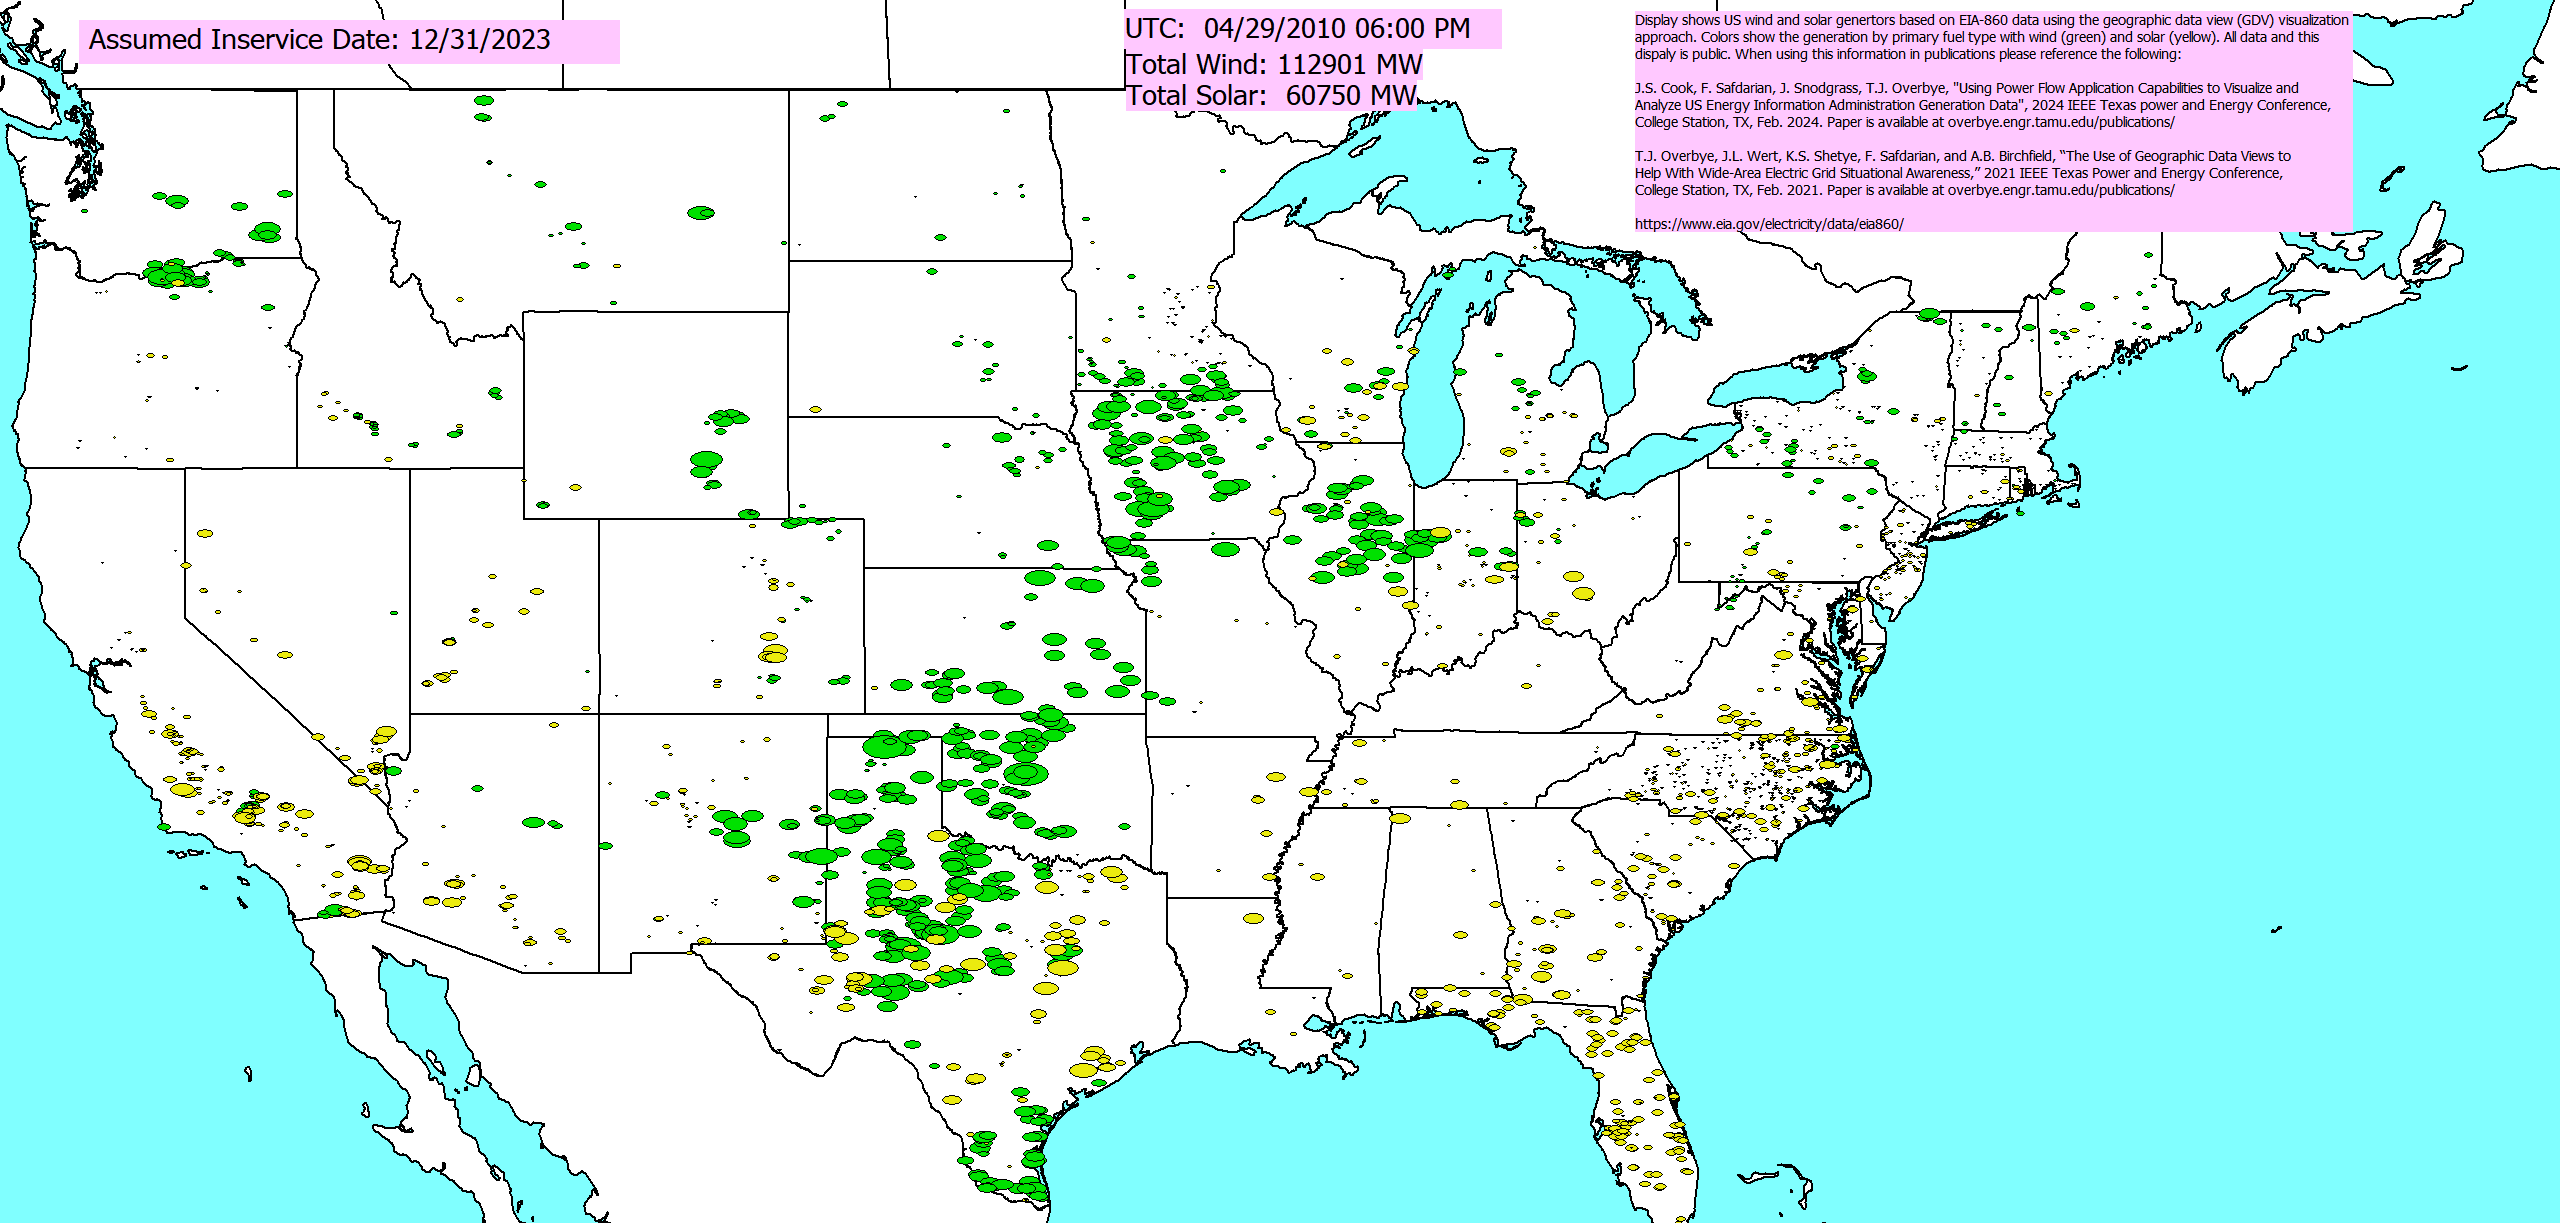 Assumed Inservice Date: 12/31/2023
UTC:  04/29/2010 06:00 PM
Total Wind: 112901 MW
Total Solar:  60750 MW
Display shows US wind and solar genertors based on EIA-860 data using the geographic data view (GDV) visualization
approach. Colors show the generation by primary fuel type with wind (green) and solar (yellow). All data and this
dispaly is public. When using this information in publications please reference the following:
J.S. Cook, F. Safdarian, J. Snodgrass, T.J. Overbye, "Using Power Flow Application Capabilities to Visualize and
Analyze US Energy Information Administration Generation Data", 2024 IEEE Texas power and Energy Conference,
College Station, TX, Feb. 2024. Paper is available at overbye.engr.tamu.edu/publications/
T.J. Overbye, J.L. Wert, K.S. Shetye, F. Safdarian, and A.B. Birchfield, “The Use of Geographic Data Views to
Help With Wide-Area Electric Grid Situational Awareness,” 2021 IEEE Texas Power and Energy Conference,
College Station, TX, Feb. 2021. Paper is available at overbye.engr.tamu.edu/publications/
https://www.eia.gov/electricity/data/eia860/